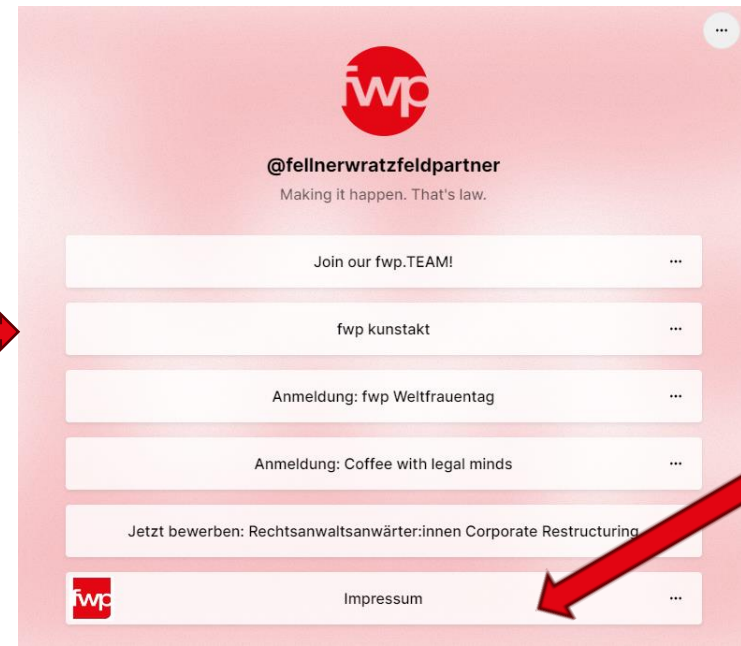 fwp
@fellnerwratzfeldpartner
Making it happen. That's law.
Join our fwp.TEAM!
fwp kunstakt
Anmeldung: fwp Weltfrauentag
Anmeldung: Coffee with legal minds
Jetzt bewerben: Rechtsanwaltsanwärter:innen Corporate Restructuring
fwp
Impressum